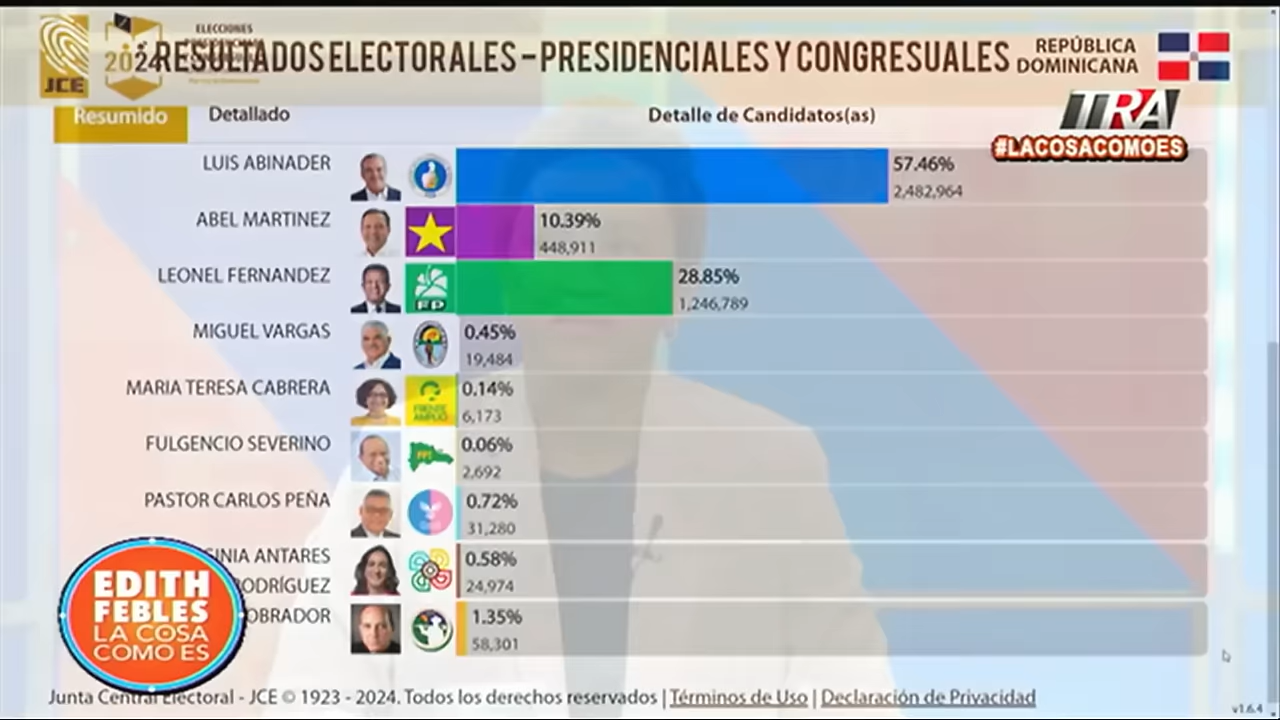 JCE
2024
ELECCIONES
RESULTADOS ELECTORALES – PRESIDENCIALES Y CONGRESUALES
REPÚBLICA
DOMINICANA
Resumido
Detallado
Detalle de Candidatos(as)
TRA
#LACOSACOMOES
LUIS ABINADER
57.46%
2,482,964
ABEL MARTINEZ
10.39%
448,911
LEONEL FERNANDEZ
FP
28.85%
1,246,789
MIGUEL VARGAS
0.45%
19,484
MARIA TERESA CABRERA
FRENTE
AMPLIO
0.14%
6,173
FULGENCIO SEVERINO
PPT
0.06%
2,692
PASTOR CARLOS PEÑA
0.72%
31,280
GINIA ANTARES
RODRÍGUEZ
0.58%
24,974
OBRADOR
1.35%
58,301
EDITH
FEBLES
LA COSA
COMO ES
Junta Central Electoral - JCE © 1923 - 2024. Todos los derechos reservados | Términos de Uso | Declaración de Privacidad
v1.6.4